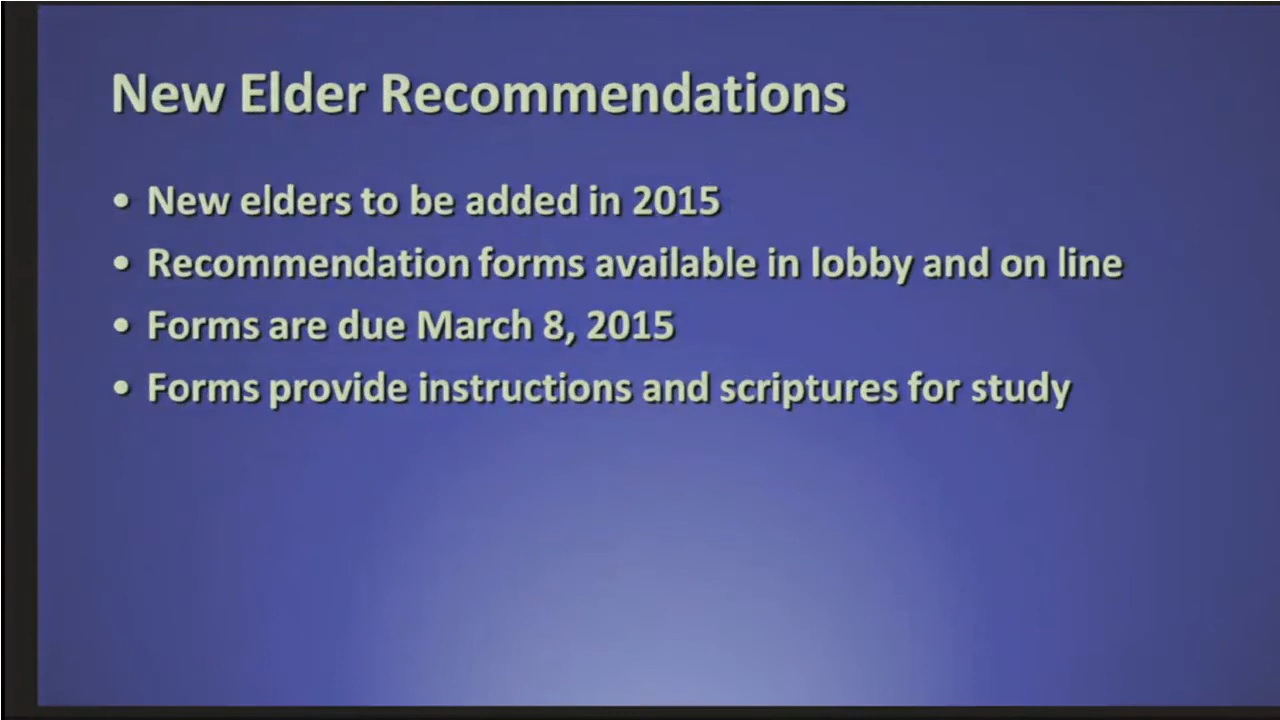 New Elder Recommendations
• New elders to be added in 2015
• Recommendation forms available in lobby and on line
• Forms are due March 8, 2015
• Forms provide instructions and scriptures for study